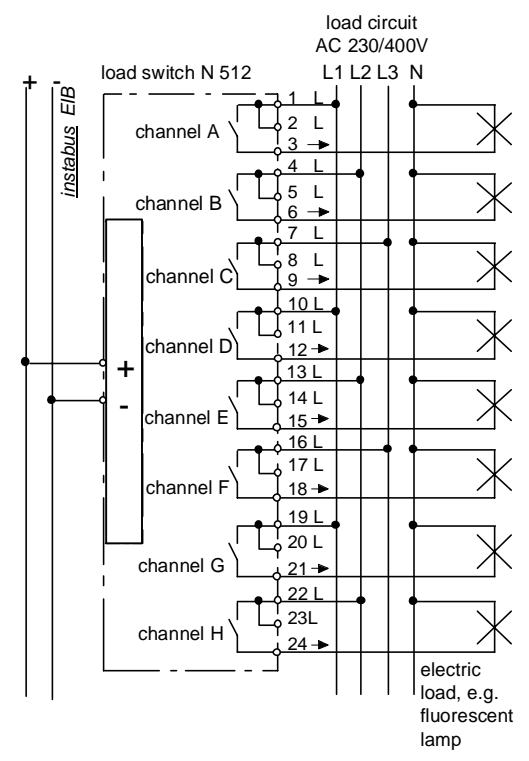 load circuit
AC 230/400V
load switch N 512
L1 L2 L3 N
+ -
instabus EIB
1 L
channel A
2 L
3
4 L
channel B
5 L
6
7 L
channel C
8 L
9
10 L
channel D
11 L
12
+
13 L
-
channel E
14 L
15
16 L
channel F
17 L
18
19 L
channel G
20 L
21
22 L
channel H
23L
24
electric
load, e.g.
fluorescent
lamp